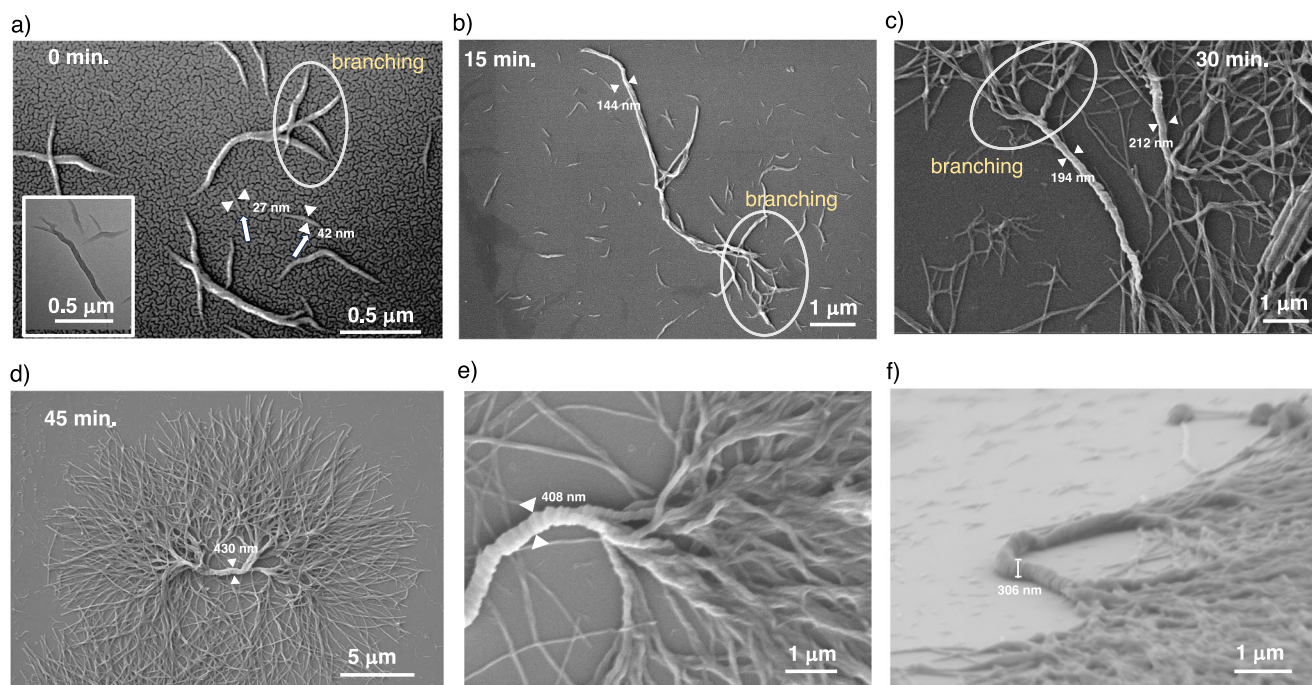 a)
0 min.
branching
27 nm
42 nm
0.5 µm
0.5 µm
b)
15 min.
144 nm
branching
1 µm
c)
30 min.
212 nm
branching
194 nm
1 µm
d)
45 min.
430 nm
5 µm
e)
408 nm
1 µm
f)
306 nm
1 µm